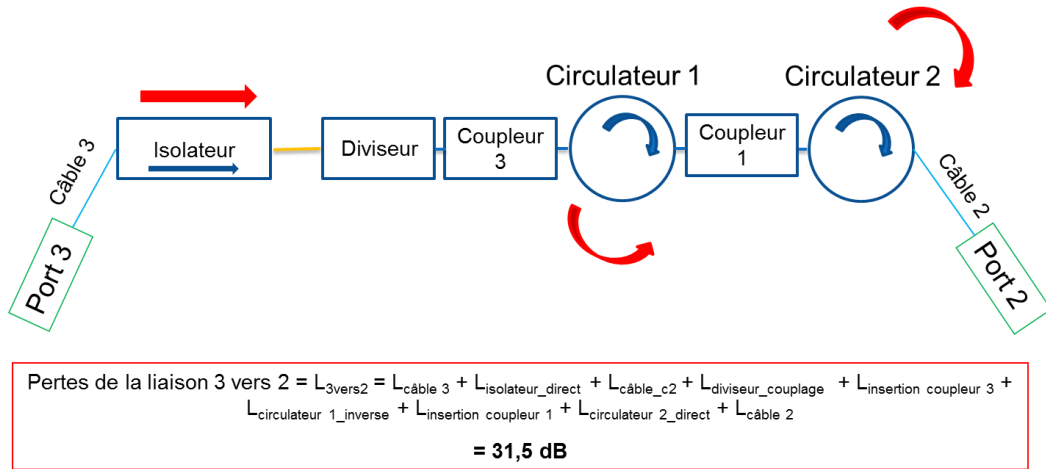 Circulateur 1
Circulateur 2
Câble 3
Isolateur
Diviseur
Coupleur
3
Coupleur
1
Câble 2
Port 3
Port 2
Pertes de la liaison 3 vers 2 = L3vers2 = Lcâble 3 + Lisolateur_direct + Lcâble_c2 + Ldiviseur_couplage + Linsertion coupleur 3 +
Lcirculateur 1_inverse + Linsertion coupleur 1 + Lcirculateur 2_direct + Lcâble 2
= 31,5 dB